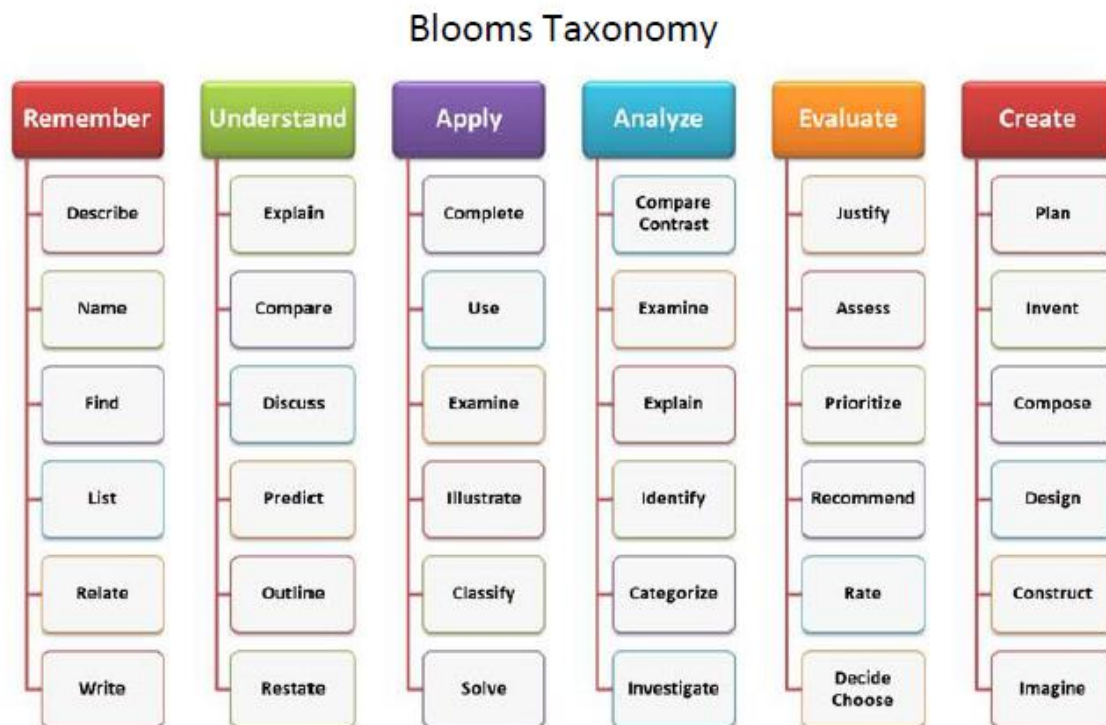 Blooms Taxonomy
Remember
Describe
Name
Find
List
Relate
Write
Understand
Explain
Compare
Discuss
Predict
Outline
Restate
Apply
Complete
Use
Examine
Illustrate
Classify
Solve
Analyze
Compare
Contrast
Examine
Explain
Identify
Categorize
Investigate
Evaluate
Justify
Assess
Prioritize
Recommend
Rate
Decide
Choose
Create
Plan
Invent
Compose
Design
Construct
Imagine